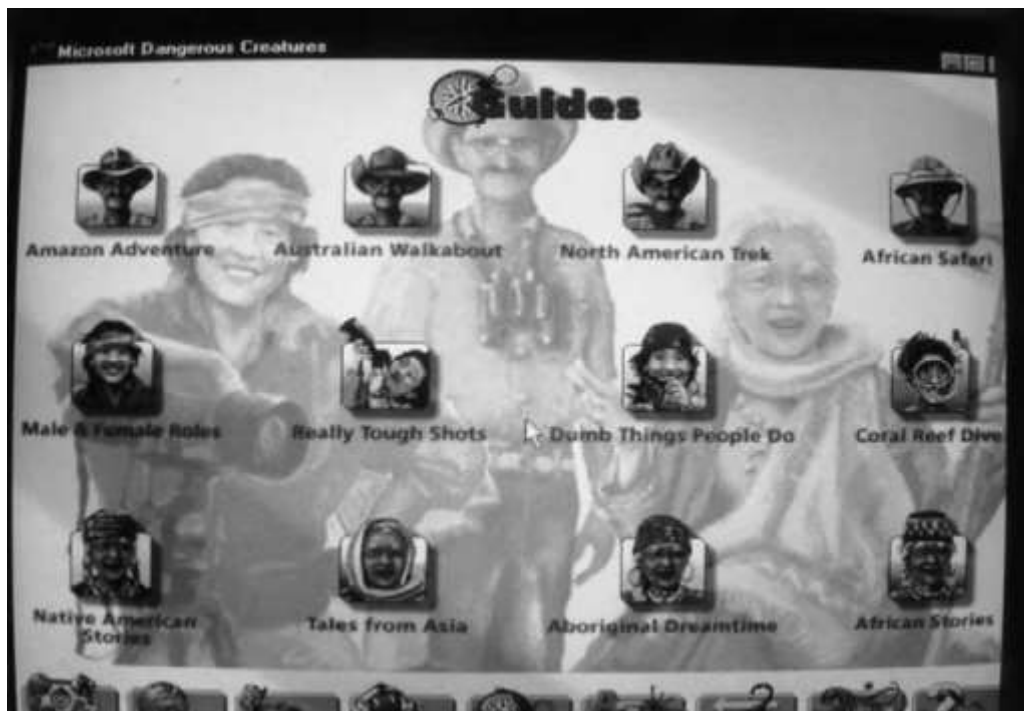 Microsoft Dangerous Creatures
Guides
Amazon Adventure
Australian Walkabout
North American Trek
African Safari
Male & Female Roles
Really Tough Shots
Dumb Things People Do
Coral Reef Dive
Native American
Stories
Tales from Asia
Aboriginal Dreamtime
African Stories